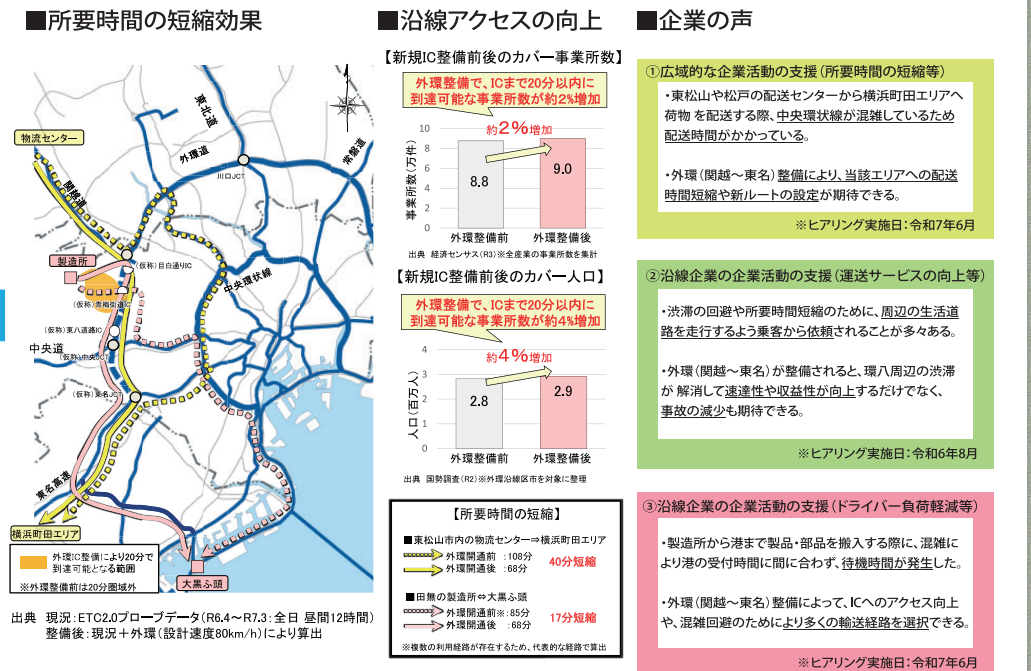 ■所要時間の短縮効果
東北道
外環道
常磐道
川口JCT
物流センター
関越道
製造所
(仮称)目白通りIC
中央環状線
(仮称)青梅街道IC
(仮称)東八道路IC
中央道
(仮称)中央JCT
(仮称)東名JCT
東名高速
横浜町田エリア
大黒ふ頭
外環IC整備により20分で
到達可能となる範囲
※外環整備前は20分圏域外
出典 現況:ETC2.0プローブデータ(R6.4~R7.3:全日 昼間12時間)
整備後:現況+外環(設計速度80km/h)により算出
■沿線アクセスの向上
【新規IC整備前後のカバー事業所数】
外環整備で、ICまで20分以内に
到達可能な事業所数が約2%増加
約2%増加
事業所数(万件)
10
8
6
4
2
0
8.8
9.0
外環整備前 外環整備後
出典 経済センサス(R3)※全産業の事業所数を集計
【新規IC整備前後のカバー人口】
外環整備で、ICまで20分以内に
到達可能な事業所数が約4%増加
約4%増加
人口(百万人)
4
3
2
1
0
2.8
2.9
外環整備前 外環整備後
出典 国勢調査(R2)※外環沿線区市を対象に整理
【所要時間の短縮】
■東松山市内の物流センター⇒横浜町田エリア
外環開通前 :108分
外環開通後 :68分
40分短縮
■田無の製造所⇔大黒ふ頭
外環開通前※:85分
外環開通後 :68分
17分短縮
※複数の利用経路が存在するため、代表的な経路で算出
■企業の声
①広域的な企業活動の支援(所要時間の短縮等)
・東松山や松戸の配送センターから横浜町田エリアへ
荷物 を配送する際、中央環状線が混雑しているため
配送時間がかかっている。
・外環(関越~東名)整備により、当該エリアへの配送
時間短縮や新ルートの設定が期待できる。
※ヒアリング実施日:令和7年6月
②沿線企業の企業活動の支援(運送サービスの向上等)
・渋滞の回避や所要時間短縮のために、周辺の生活道
路を走行するよう乗客から依頼されることが多々ある。
・外環(関越~東名)が整備されると、環八周辺の渋滞
が 解消して速達性や収益性が向上するだけでなく、
事故の減少も期待できる。
※ヒアリング実施日:令和6年8月
③沿線企業の企業活動の支援(ドライバー負荷軽減等)
・製造所から港まで製品・部品を搬入する際に、混雑に
より港の受付時間に間に合わず、待機時間が発生した。
・外環(関越~東名)整備によって、ICへのアクセス向上
や、混雑回避のためにより多くの輸送経路を選択できる。
※ヒアリング実施日:令和7年6月